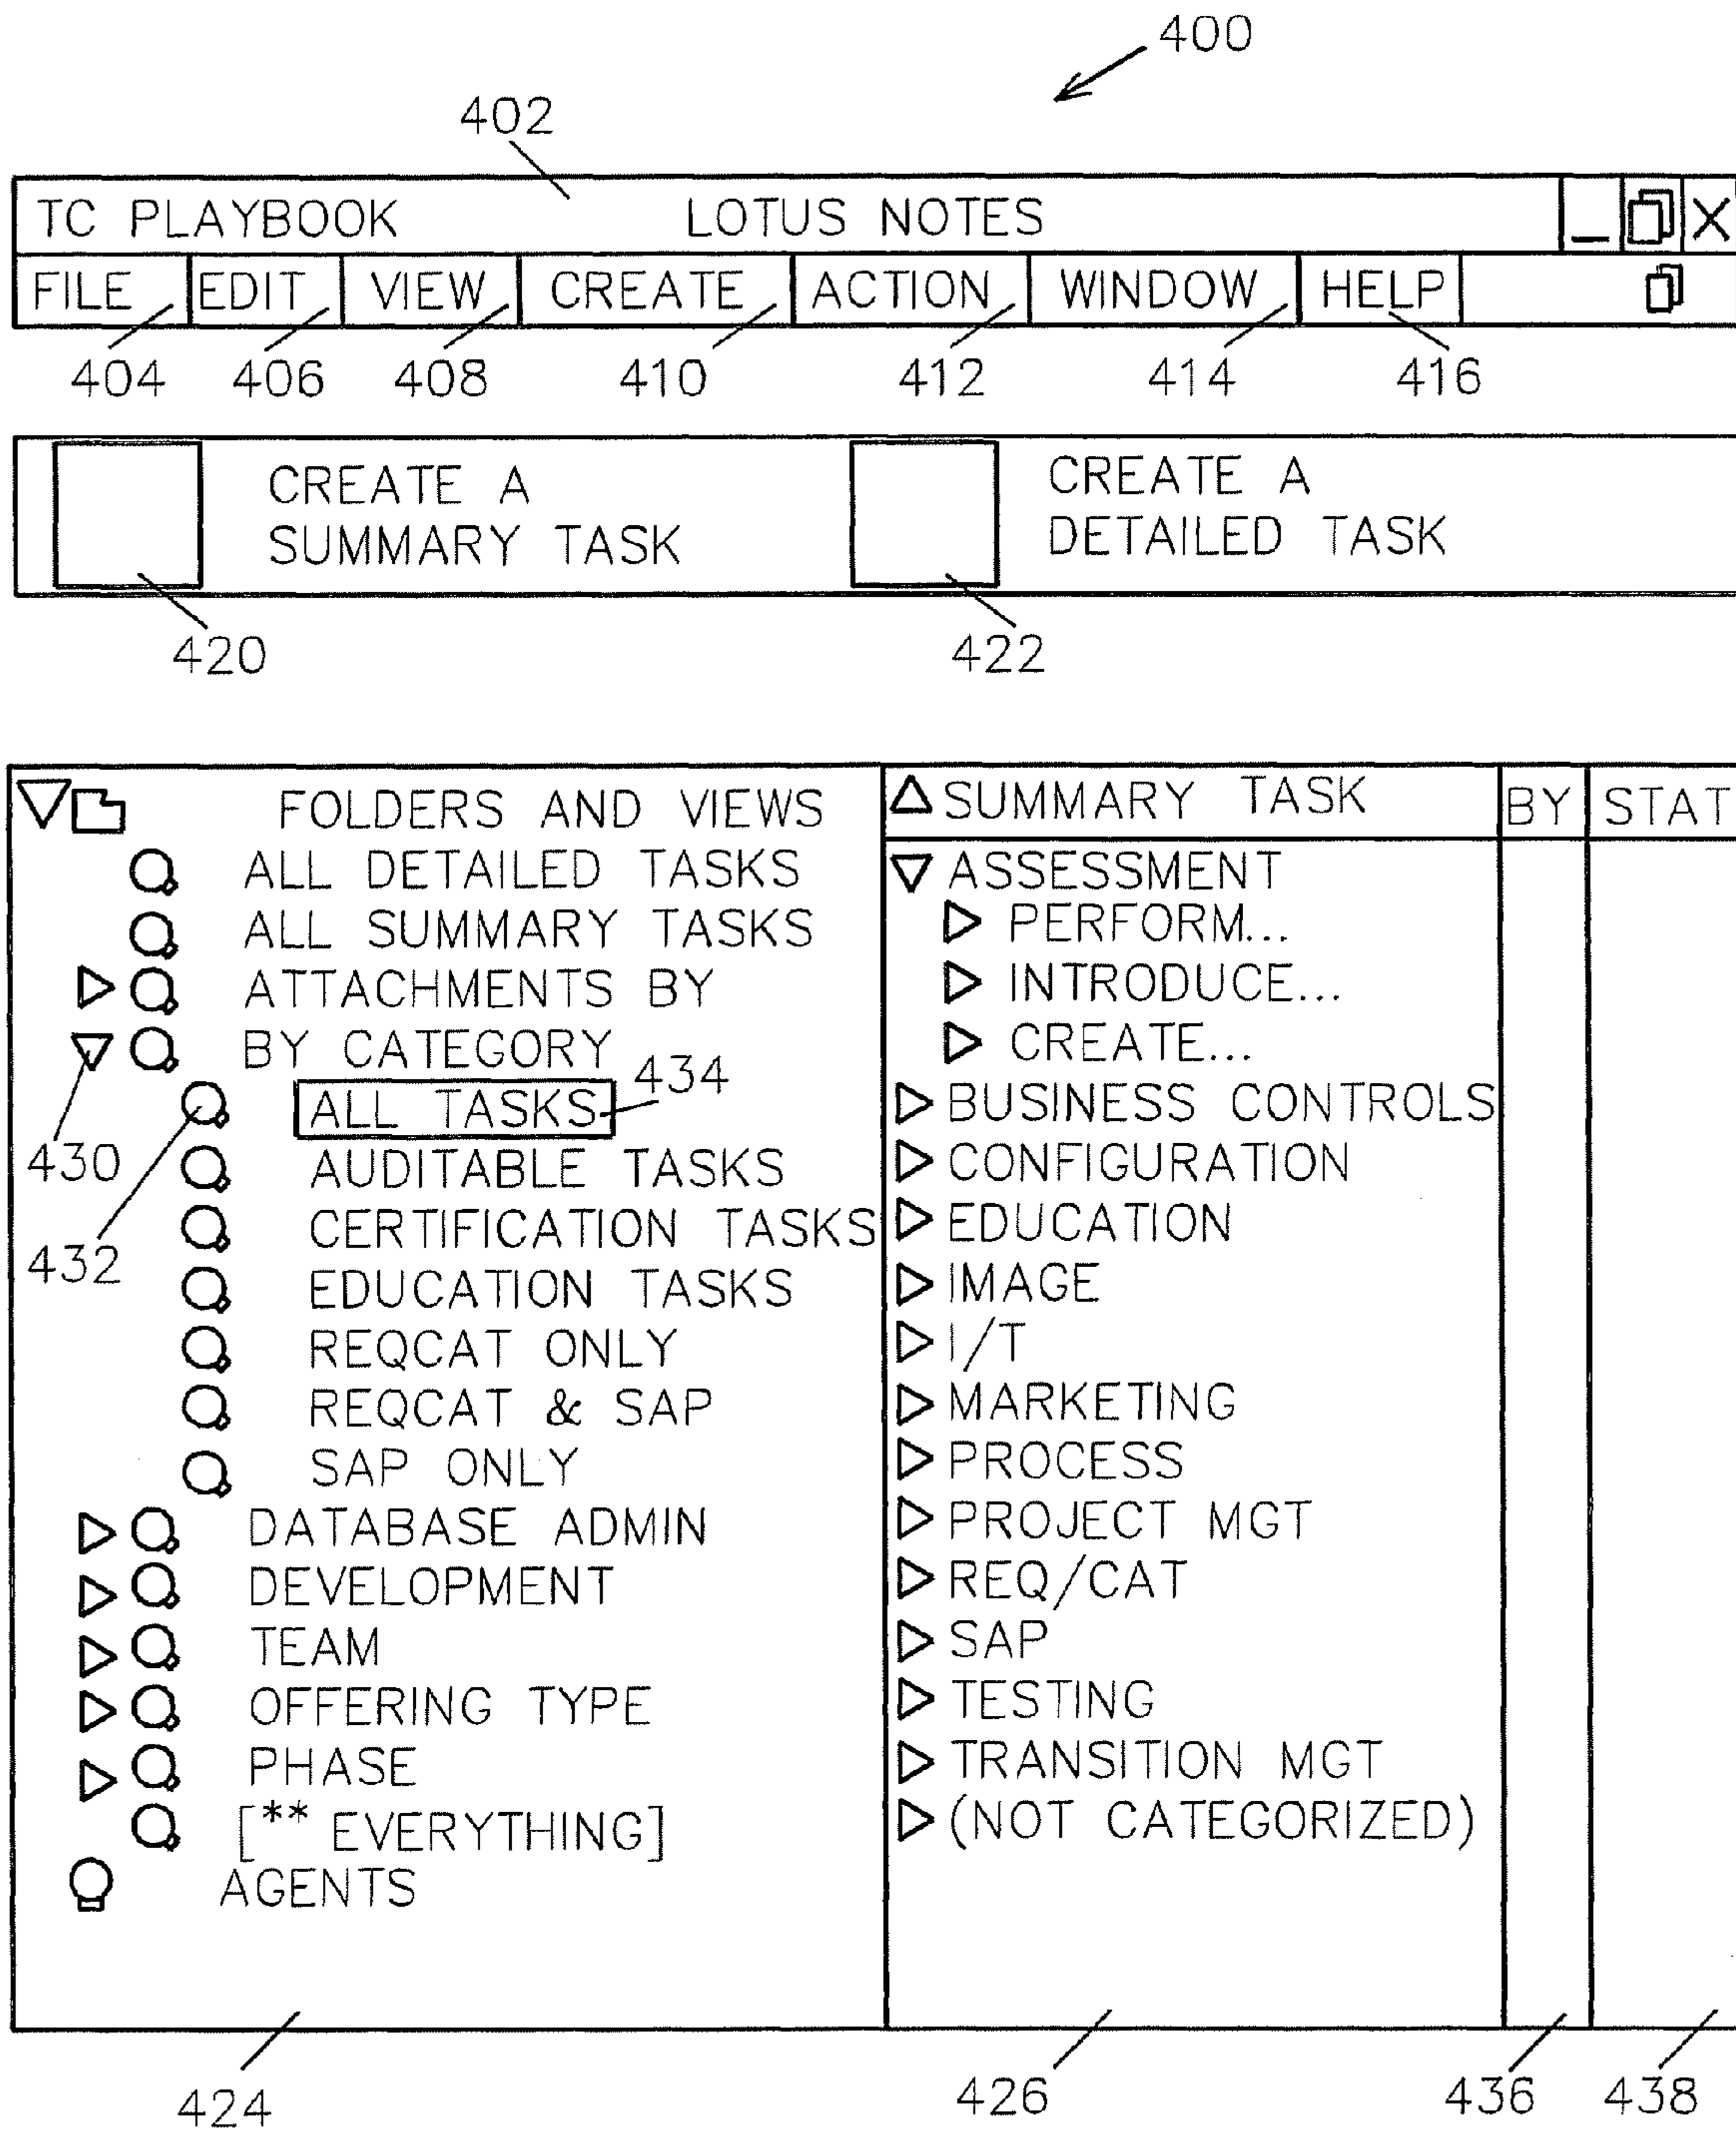 400
402
TC PLAYBOOK LOTUS NOTES
FILE EDIT VIEW CREATE ACTION WINDOW HELP
404 406 408 410 412 414 416
CREATE A
SUMMARY TASK
CREATE A
DETAILED TASK
420 422
FOLDERS AND VIEWS
ALL DETAILED TASKS
ALL SUMMARY TASKS
ATTACHMENTS BY
BY CATEGORY
434
ALL TASKS
430
AUDITABLE TASKS
CERTIFICATION TASKS
432
EDUCATION TASKS
REQCAT ONLY
REQCAT & SAP
SAP ONLY
DATABASE ADMIN
DEVELOPMENT
TEAM
OFFERING TYPE
PHASE
[** EVERYTHING]
AGENTS
SUMMARY TASK BY STAT
ASSESSMENT
PERFORM...
INTRODUCE...
CREATE...
BUSINESS CONTROLS
CONFIGURATION
EDUCATION
IMAGE
I/T
MARKETING
PROCESS
PROJECT MGT
REQ/CAT
SAP
TESTING
TRANSITION MGT
(NOT CATEGORIZED)
424 426 436 438